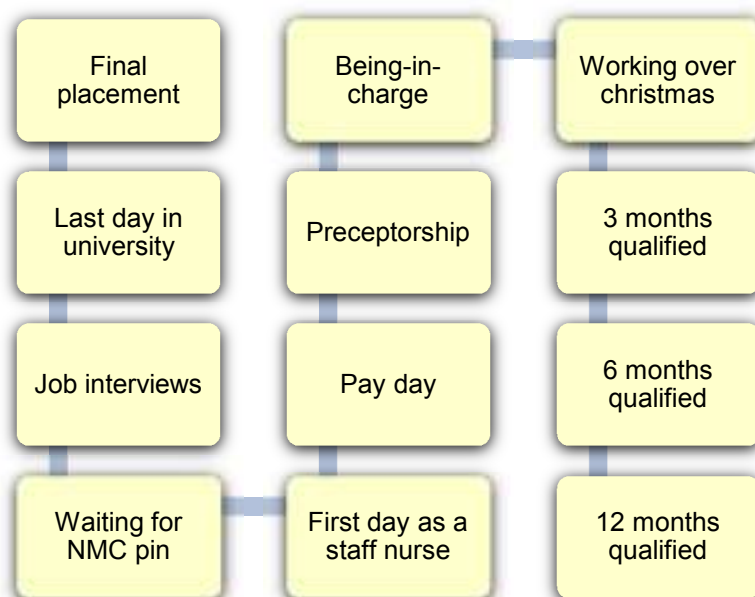 Final
placement
Last day in
university
Job interviews
Waiting for
NMC pin
First day as a
staff nurse
Pay day
Preceptorship
Being-in-
charge
Working over
christmas
3 months
qualified
6 months
qualified
12 months
qualified